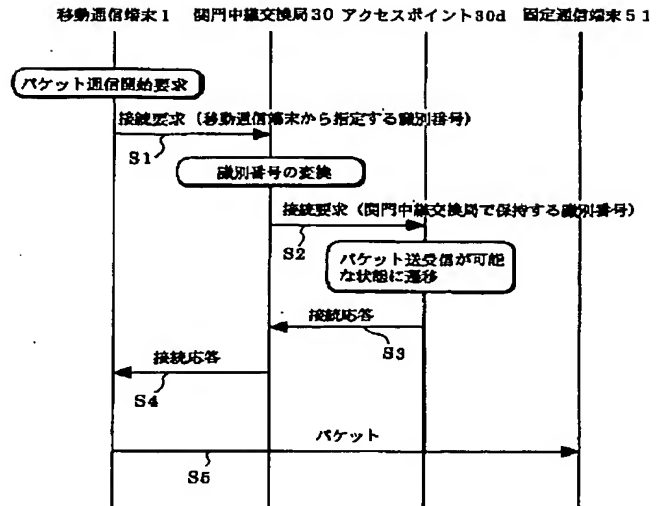 移動通信端末1 関門中継交換局30 アクセスポイント30d 固定通信端末51
パケット通信開始要求
接続要求(移動通信端末から指定する識別番号)
S1
識別番号の変換
接続要求(関門中継交換局で保持する識別番号)
S2
パケット送受信が可能
な状態に遷移
接続応答
S3
接続応答
S4
パケット
S5